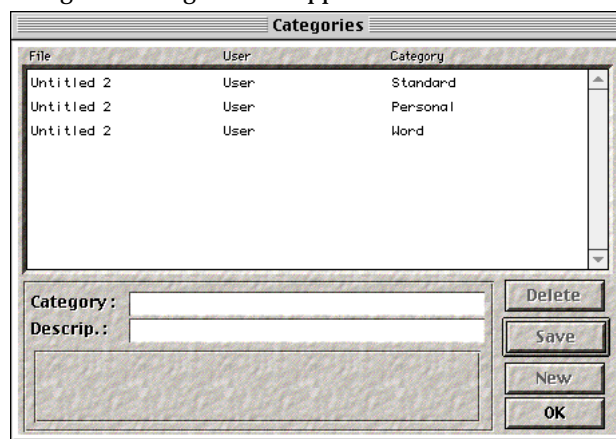 Categories
File User Category
Untitled 2 User Standard
Untitled 2 User Personal
Untitled 2 User Word
Category:
Descrip.:
Delete
Save
New
OK